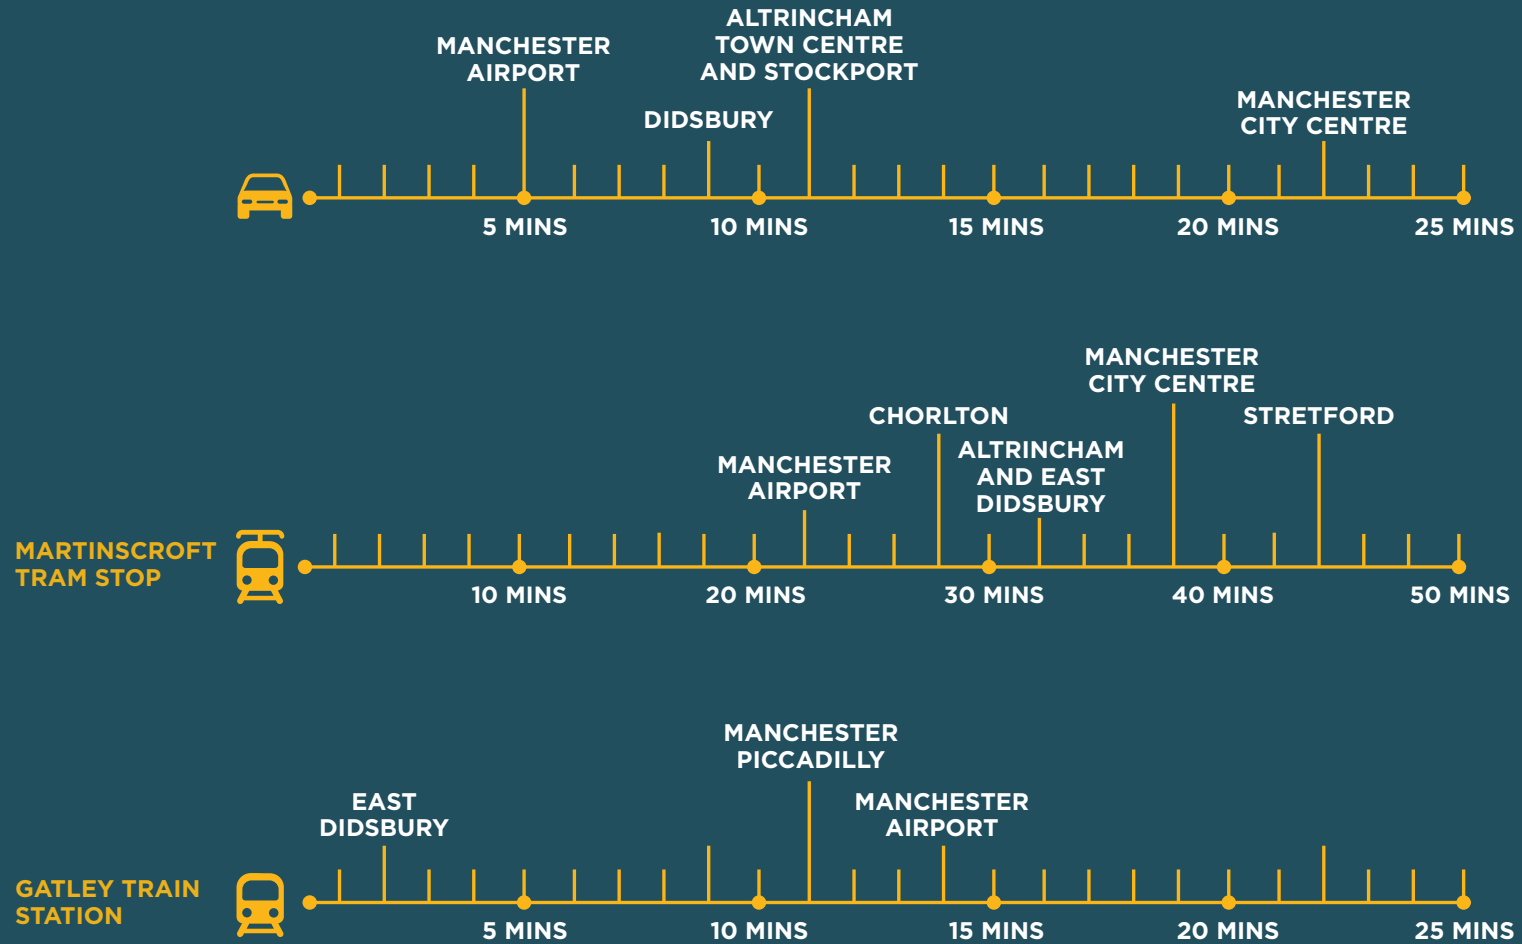 MANCHESTER
AIRPORT
DIDSBURY
ALTRINCHAM
TOWN CENTRE
AND STOCKPORT
MANCHESTER
CITY CENTRE
5 MINS
10 MINS
15 MINS
20 MINS
25 MINS
MARTINSCROFT
TRAM STOP
MANCHESTER
AIRPORT
CHORLTON
ALTRINCHAM
AND EAST
DIDSBURY
MANCHESTER
CITY CENTRE
STRETFORD
10 MINS
20 MINS
30 MINS
40 MINS
50 MINS
GATLEY TRAIN
STATION
EAST
DIDSBURY
MANCHESTER
PICCADILLY
MANCHESTER
AIRPORT
5 MINS
10 MINS
15 MINS
20 MINS
25 MINS